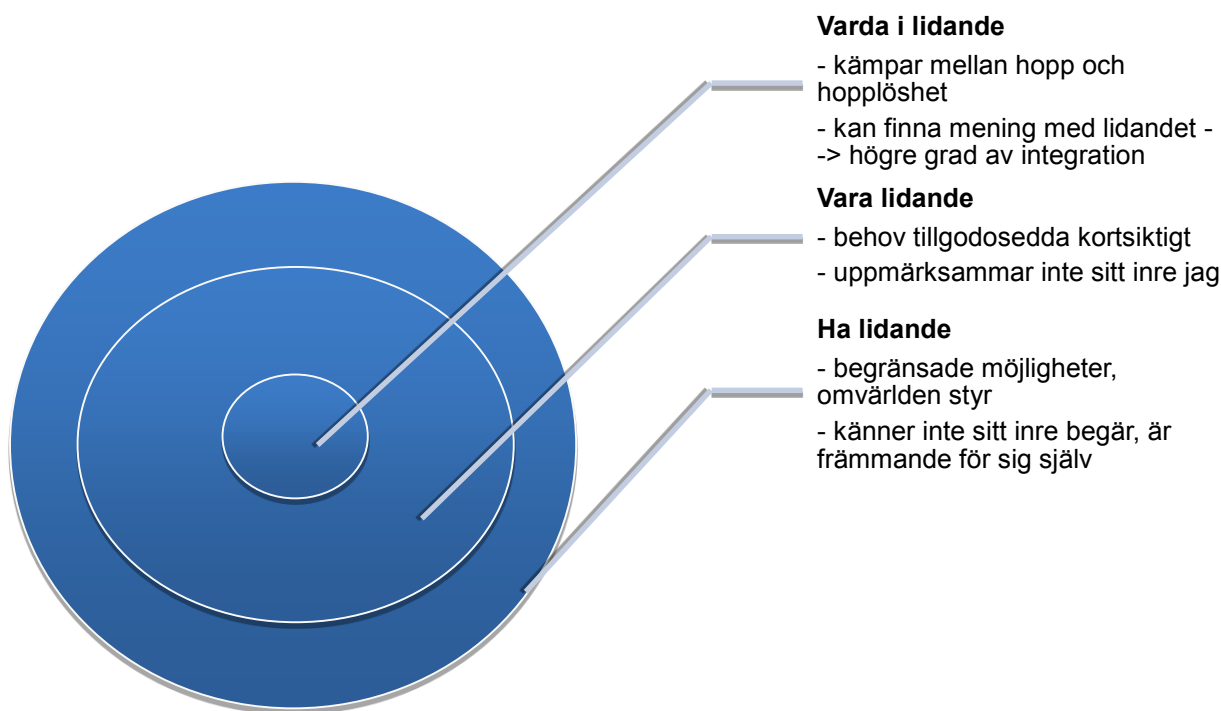 Varda i lidande
- kämpar mellan hopp och
hopplöshet
- kan finna mening med lidandet -
-> högre grad av integration
Vara lidande
- behov tillgodosedda kortsiktigt
- uppmärksammar inte sitt inre jag
Ha lidande
- begränsade möjligheter,
omvärlden styr
- känner inte sitt inre begär, är
främmande för sig själv